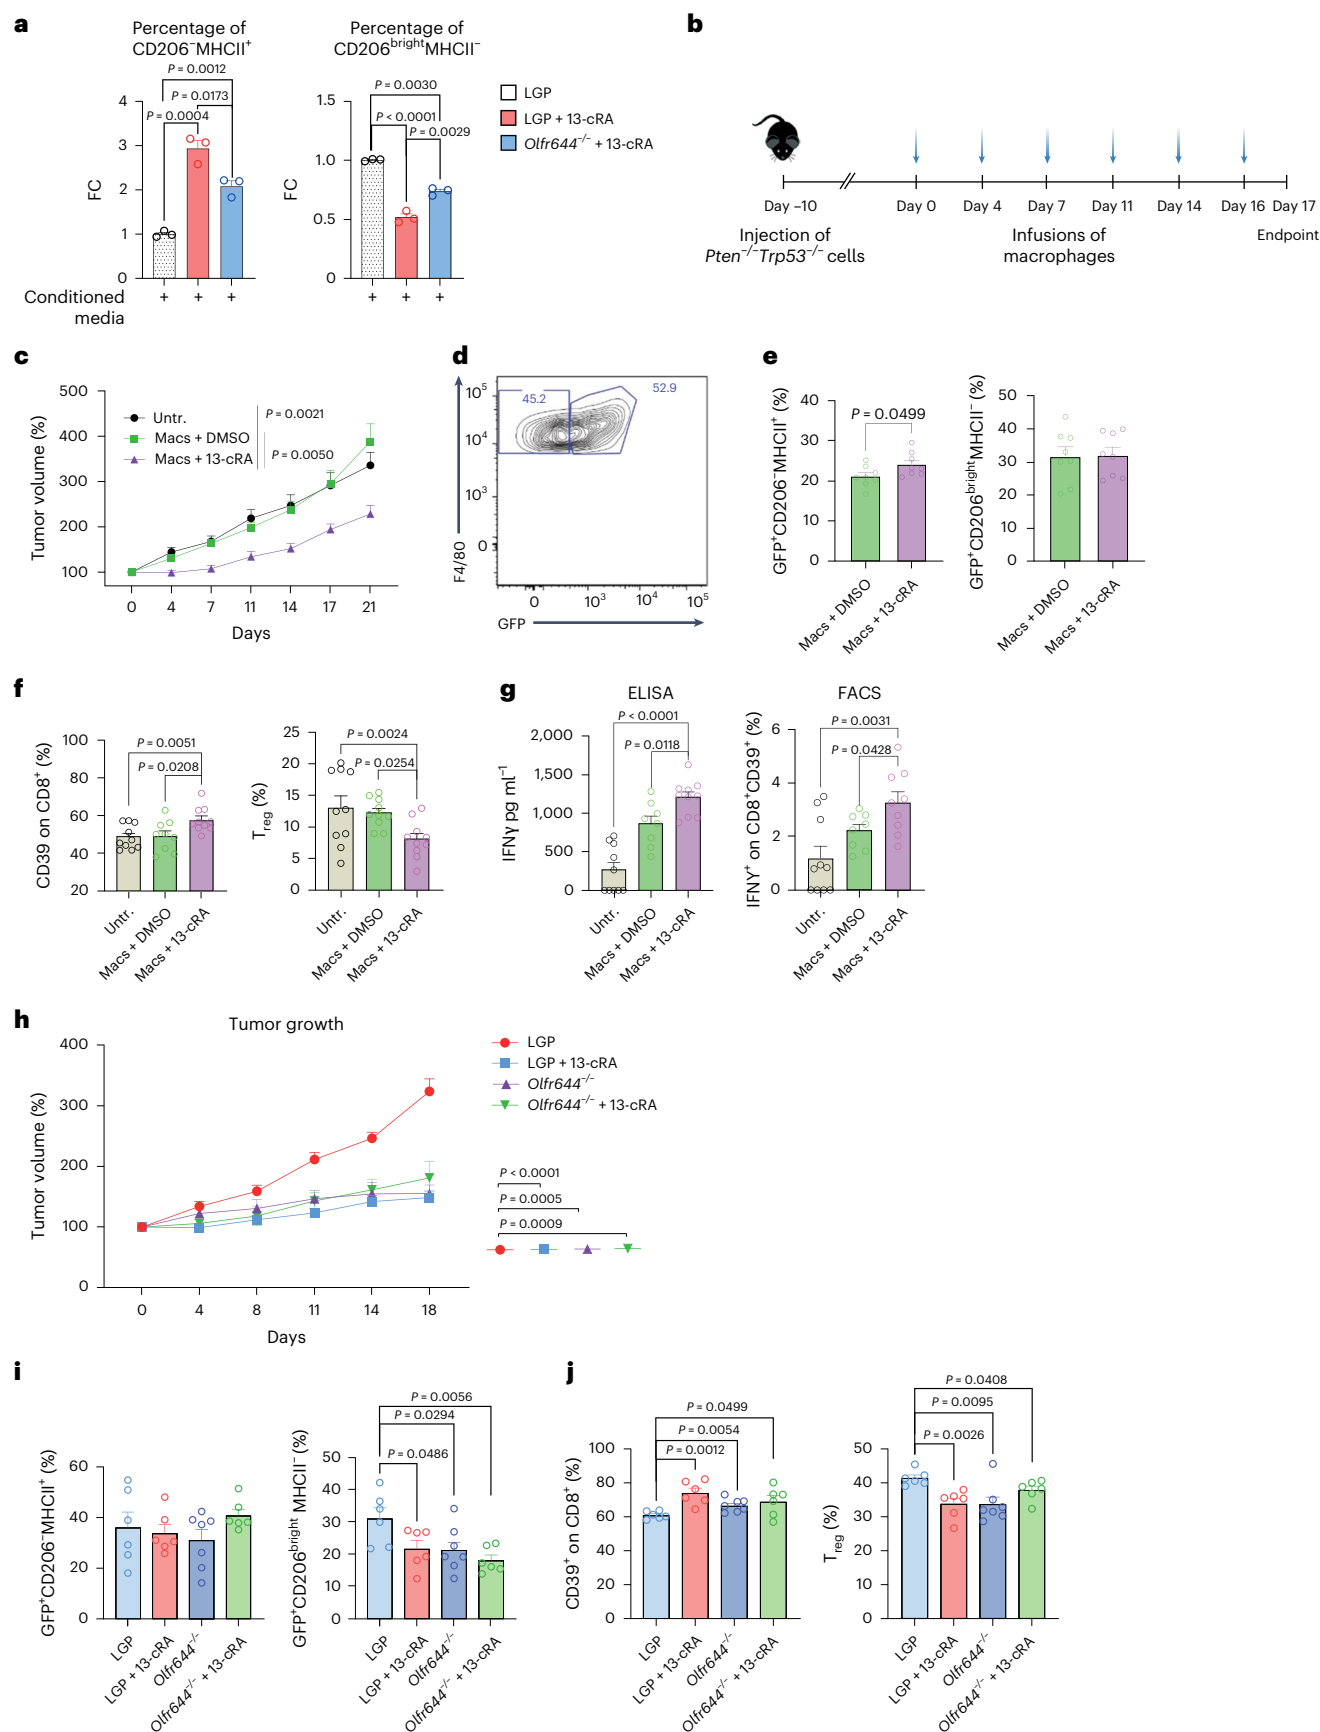 a
Percentage of
CD206⁻MHCII⁺
P = 0.0012
P = 0.0173
P = 0.0004
4
3
2
1
0
FC
Percentage of
CD206ᵇʳⁱᵍʰᵗMHCII⁻
P = 0.0030
P < 0.0001
P = 0.0029
1.5
1.0
0.5
0
FC
LGP
LGP + 13-cRA
Olfr644⁻/⁻ + 13-cRA
Conditioned
media
+ + +
+ + +
b
Day –10
Day 0
Day 4
Day 7
Day 11
Day 14
Day 16
Day 17
Injection of
Pten⁻/⁻Trp53⁻/⁻ cells
Infusions of
macrophages
Endpoint
c
500
400
300
200
100
Tumor volume (%)
Untr.
Macs + DMSO
Macs + 13-cRA
P = 0.0021
P = 0.0050
0 4 7 11 14 17 21
Days
d
45.2
52.9
10⁵
10⁴
10³
0
F4/80
0 10³ 10⁴ 10⁵
GFP
e
GFP⁺CD206⁻MHCII⁺ (%)
40
30
20
10
0
P = 0.0499
Macs + DMSO
Macs + 13-cRA
GFP⁺CD206ᵇʳⁱᵍʰᵗMHCII⁻ (%)
50
40
30
20
10
0
Macs + DMSO
Macs + 13-cRA
f
CD39 on CD8⁺ (%)
100
80
60
40
20
P = 0.0051
P = 0.0208
Untr.
Macs + DMSO
Macs + 13-cRA
Treg (%)
25
20
15
10
5
0
P = 0.0024
P = 0.0254
Untr.
Macs + DMSO
Macs + 13-cRA
g
ELISA
P < 0.0001
P = 0.0118
2,000
1,500
1,000
500
0
IFNγ pg ml⁻¹
Untr.
Macs + DMSO
Macs + 13-cRA
FACS
P = 0.0031
P = 0.0428
6
4
2
0
IFNγ⁺ on CD8⁺CD39⁺ (%)
Untr.
Macs + DMSO
Macs + 13-cRA
h
Tumor growth
400
300
200
100
0
Tumor volume (%)
0 4 8 11 14 18
Days
LGP
LGP + 13-cRA
Olfr644⁻/⁻
Olfr644⁻/⁻ + 13-cRA
P < 0.0001
P = 0.0005
P = 0.0009
i
GFP⁺CD206⁻MHCII⁺ (%)
60
40
20
0
LGP
LGP + 13-cRA
Olfr644⁻/⁻
Olfr644⁻/⁻ + 13-cRA
GFP⁺CD206ᵇʳⁱᵍʰᵗ MHCII⁻ (%)
P = 0.0056
P = 0.0294
P = 0.0486
50
40
30
20
10
0
LGP
LGP + 13-cRA
Olfr644⁻/⁻
Olfr644⁻/⁻ + 13-cRA
j
CD39⁺ on CD8⁺ (%)
P = 0.0499
P = 0.0054
P = 0.0012
100
80
60
40
20
0
LGP
LGP + 13-cRA
Olfr644⁻/⁻
Olfr644⁻/⁻ + 13-cRA
Treg (%)
P = 0.0408
P = 0.0095
P = 0.0026
50
40
30
20
10
0
LGP
LGP + 13-cRA
Olfr644⁻/⁻
Olfr644⁻/⁻ + 13-cRA